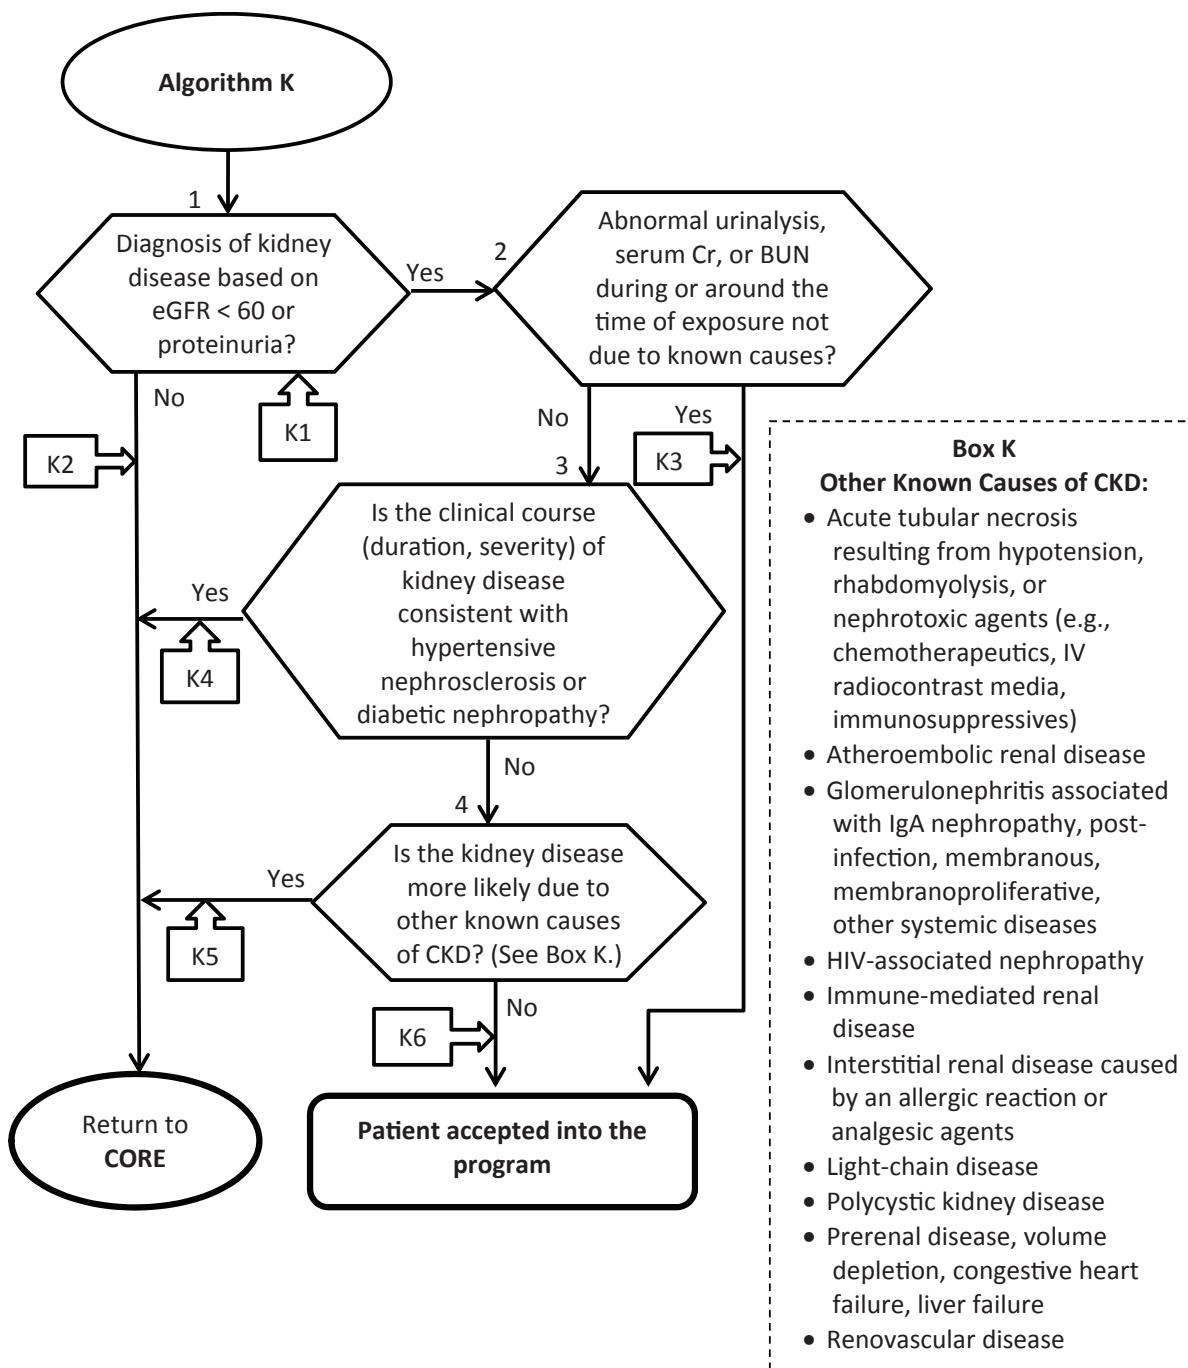 Algorithm K
1
Diagnosis of kidney
disease based on
eGFR < 60 or
proteinuria?
Yes
2
Abnormal urinalysis,
serum Cr, or BUN
during or around the
time of exposure not
due to known causes?
No
K1
K2
No
Yes
K3
3
Is the clinical course
(duration, severity) of
kidney disease
consistent with
hypertensive
nephrosclerosis or
diabetic nephropathy?
Yes
K4
No
4
Is the kidney disease
more likely due to
other known causes
of CKD? (See Box K.)
Yes
K5
No
K6
Return to
CORE
Patient accepted into the
program
Box K
Other Known Causes of CKD:
• Acute tubular necrosis
resulting from hypotension,
rhabdomyolysis, or
nephrotoxic agents (e.g.,
chemotherapeutics, IV
radiocontrast media,
immunosuppressives)
• Atheroembolic renal disease
• Glomerulonephritis associated
with IgA nephropathy, post-
infection, membranous,
membranoproliferative,
other systemic diseases
• HIV-associated nephropathy
• Immune-mediated renal
disease
• Interstitial renal disease caused
by an allergic reaction or
analgesic agents
• Light-chain disease
• Polycystic kidney disease
• Prerenal disease, volume
depletion, congestive heart
failure, liver failure
• Renovascular disease